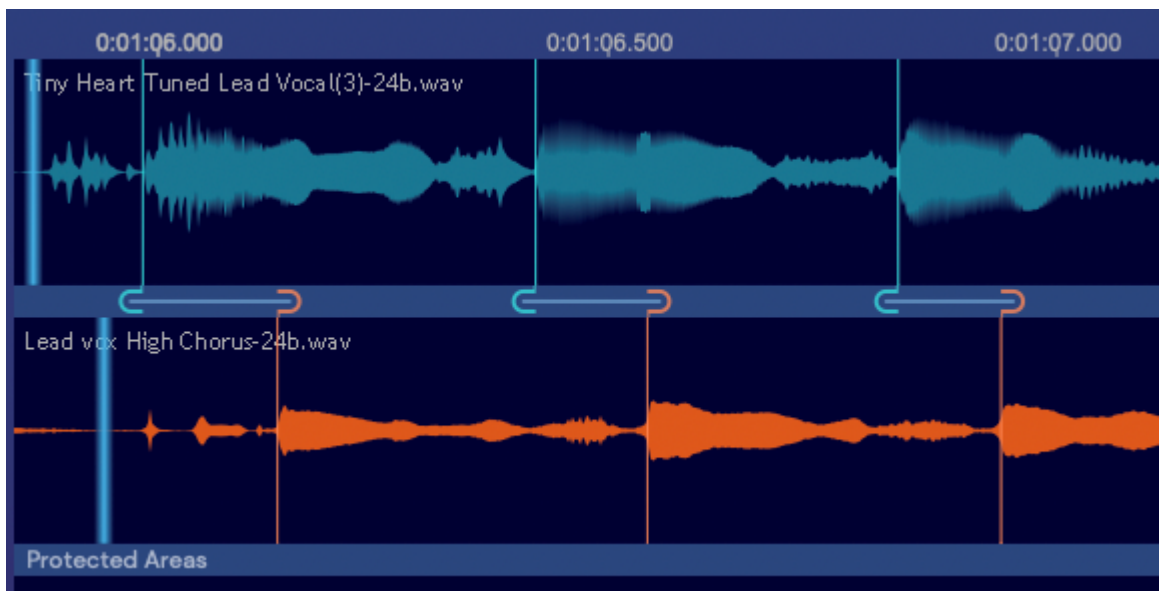 0:01:06.000 0:01:06.500 0:01:07.000
Tiny Heart Tuned Lead Vocal(3)-24b.wav
Lead vox High Chorus-24b.wav
Protected Areas